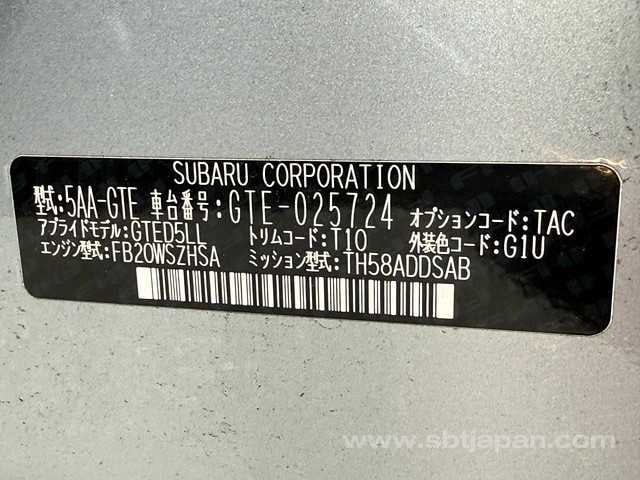 SUBARU CORPORATION
型式:5AA-GTE 車台番号:GTE-025724 オプションコード:TAC
アプライドモデル:GTED5LL トリムコード:T10 外装色コード:G1U
エンジン型式:FB20WSZHSA ミッション型式:TH58ADDSAB
www.sbtjapan.com